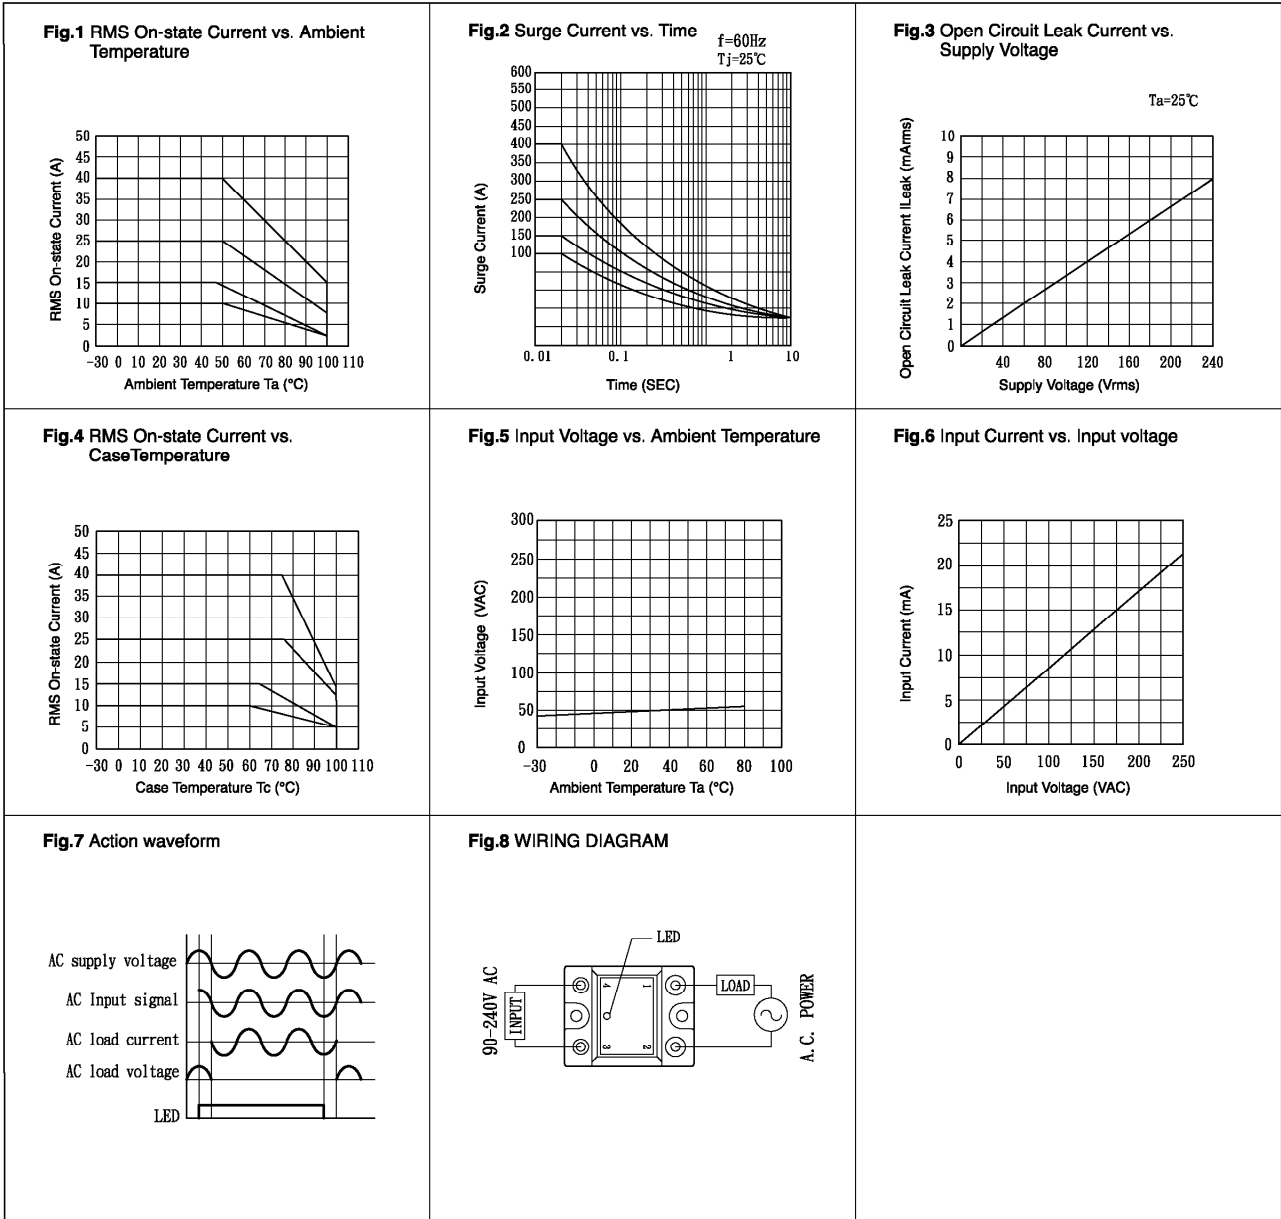 Fig.1 RMS On-state Current vs. Ambient
Temperature
50
45
40
35
30
25
20
15
10
5
0
RMS On-state Current (A)
-30 0 10 20 30 40 50 60 70 80 90 100 110
Ambient Temperature Ta (°C)
Fig.2 Surge Current vs. Time
f=60Hz
Tj=25℃
600
550
500
450
400
350
300
250
200
150
100
Surge Current (A)
0.01 0.1 1 10
Time (SEC)
Fig.3 Open Circuit Leak Current vs.
Supply Voltage
Ta=25℃
10
9
8
7
6
5
4
3
2
1
0
Open Circuit Leak Current ILeak (mArms)
40 80 120 160 200 240
Supply Voltage (Vrms)
Fig.4 RMS On-state Current vs.
CaseTemperature
50
45
40
35
30
25
20
15
10
5
0
RMS On-state Current (A)
-30 0 10 20 30 40 50 60 70 80 90 100 110
Case Temperature Tc (°C)
Fig.5 Input Voltage vs. Ambient Temperature
300
250
200
150
100
50
0
Input Voltage (VAC)
-30 0 20 40 60 80 100
Ambient Temperature Ta (°C)
Fig.6 Input Current vs. Input voltage
25
20
15
10
5
0
Input Current (mA)
0 50 100 150 200 250
Input Voltage (VAC)
Fig.7 Action waveform
AC supply voltage
AC Input signal
AC load current
AC load voltage
LED
Fig.8 WIRING DIAGRAM
LED
90-240V AC
INPUT
4
1
3
2
LOAD
A.C. POWER